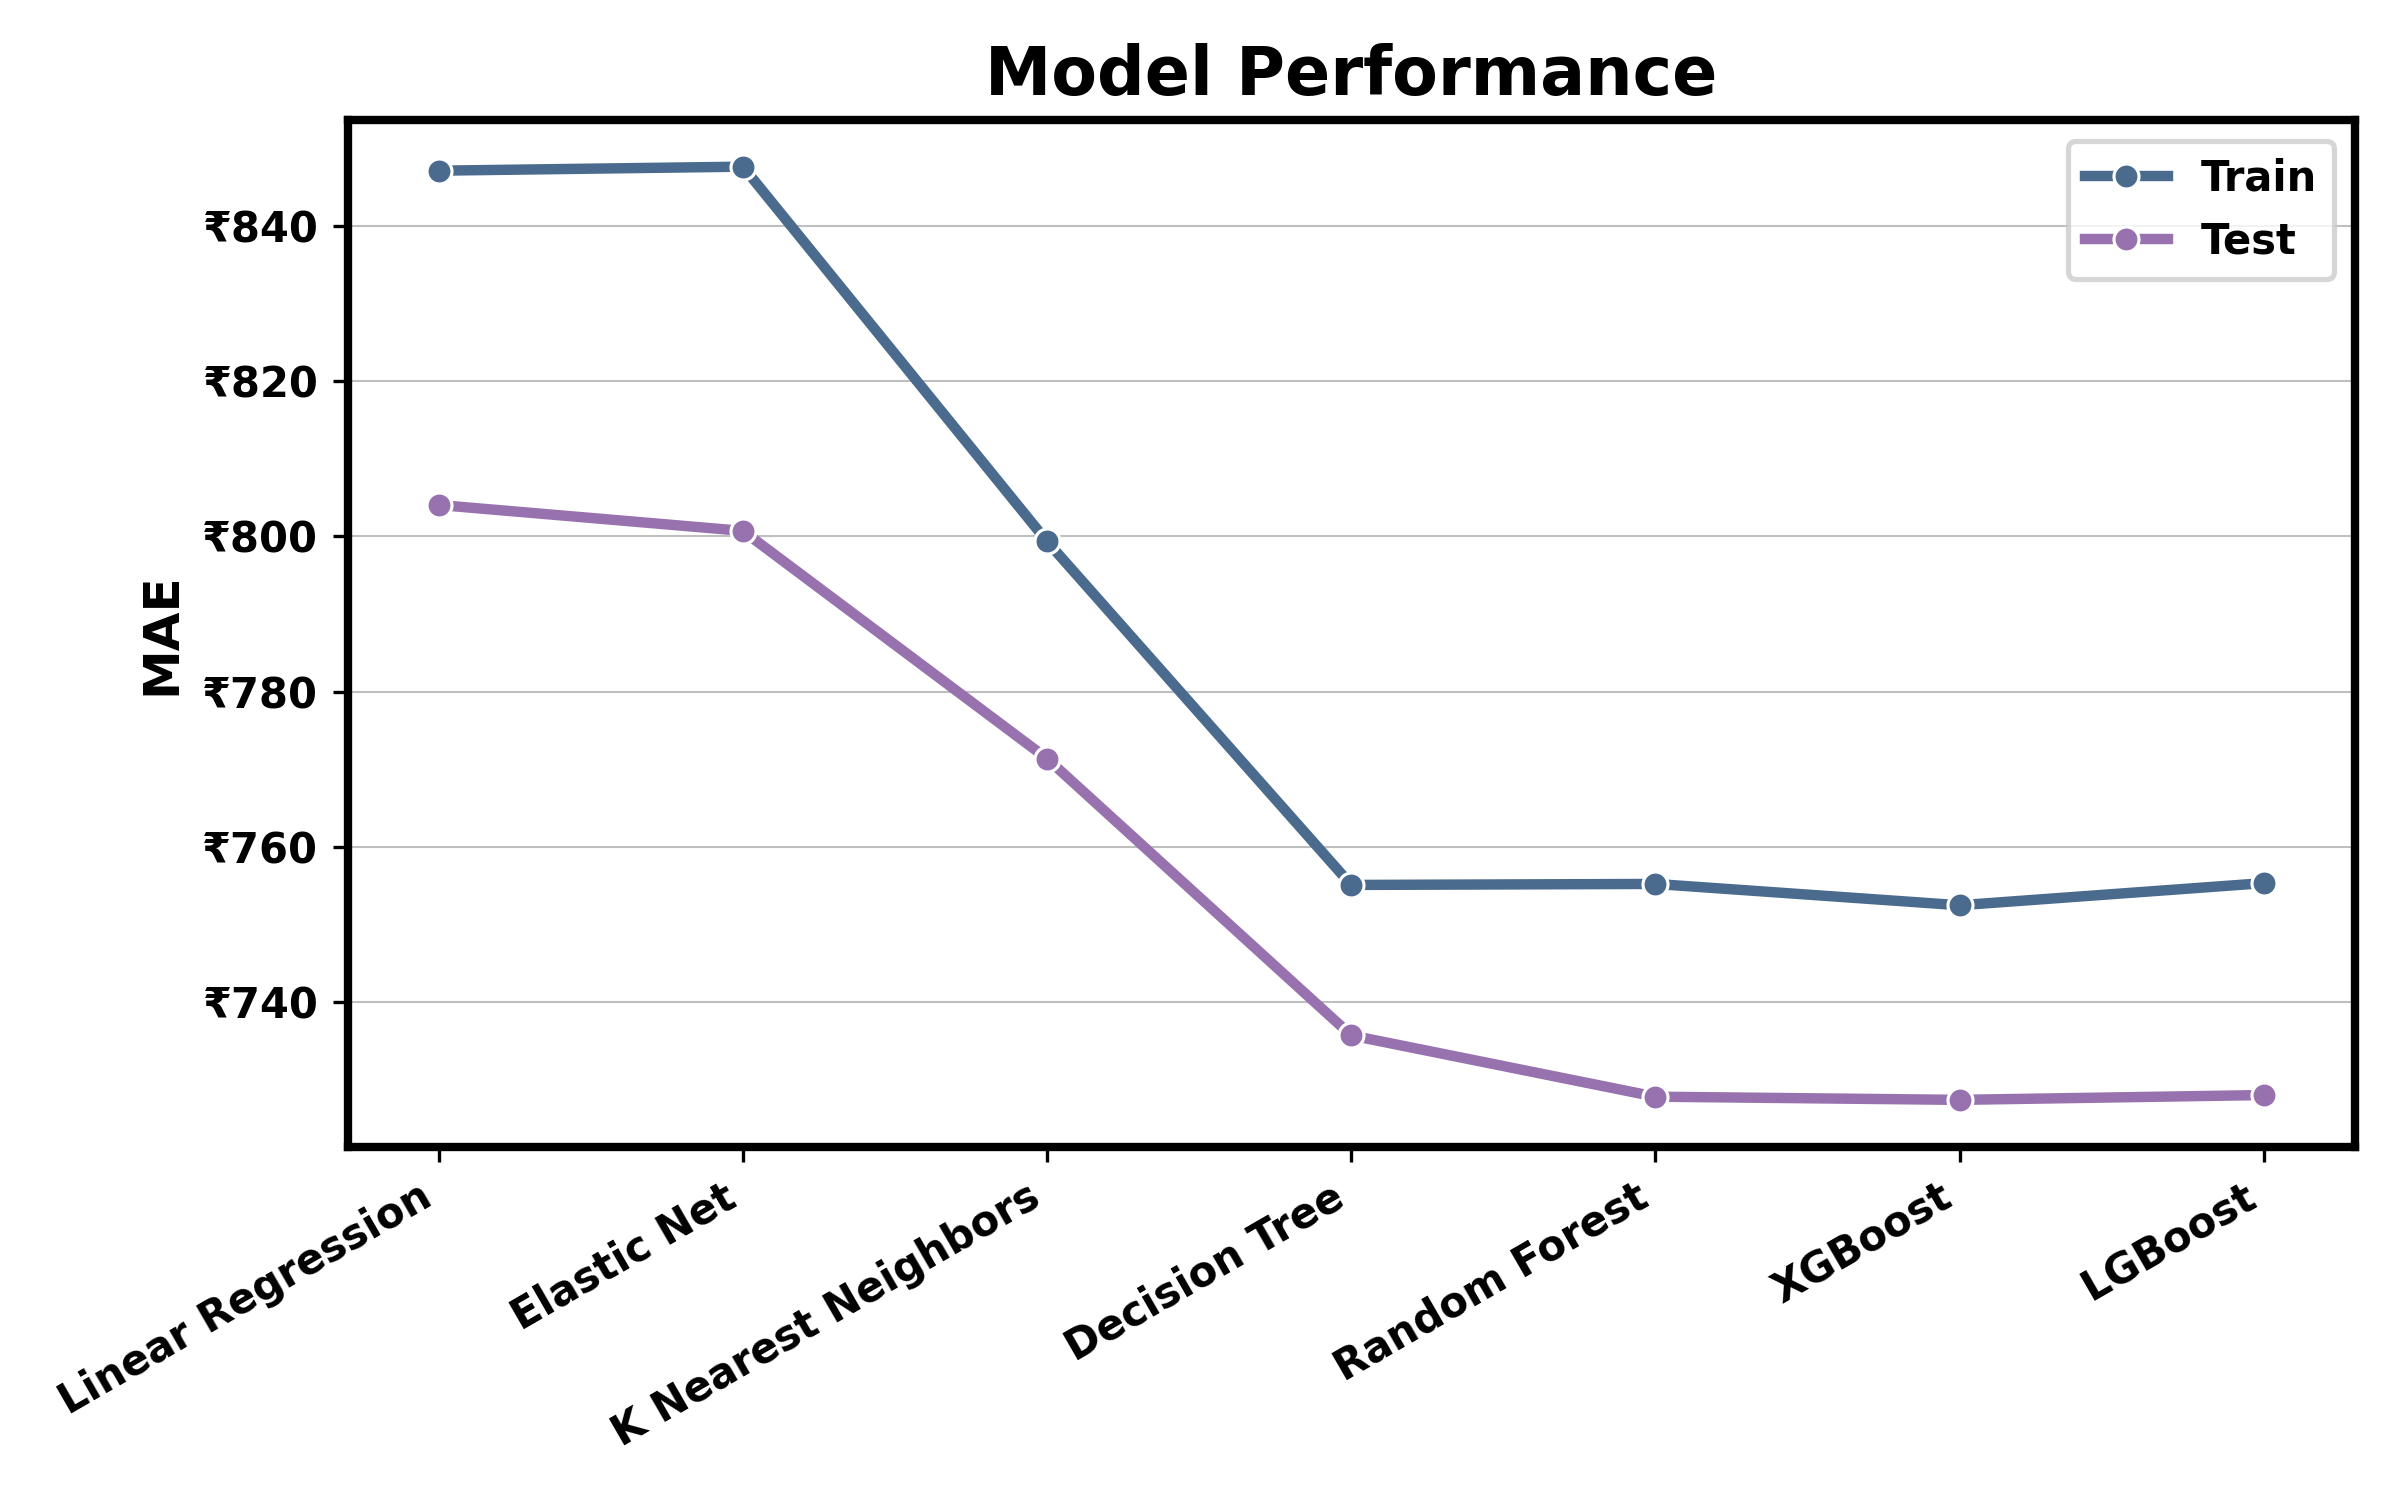 Model Performance
Train
Test
MAE
₹840
₹820
₹800
₹780
₹760
₹740
Linear Regression
Elastic Net
K Nearest Neighbors
Decision Tree
Random Forest
XGBoost
LGBoost